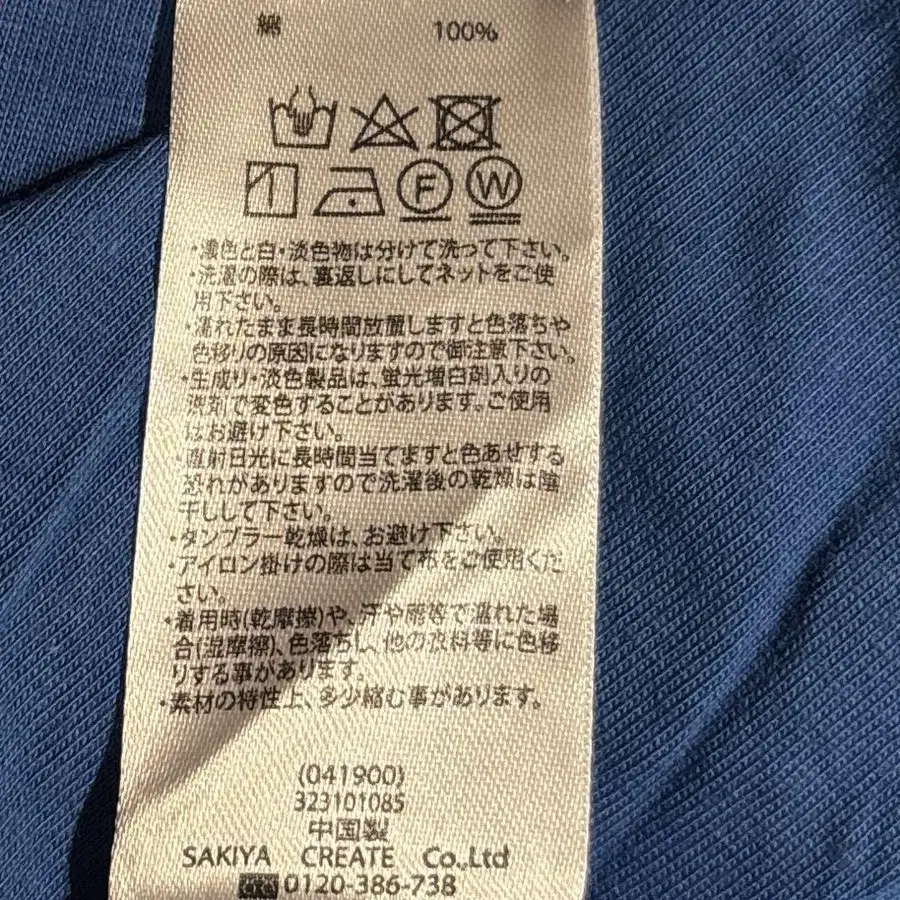 綿 100%
F W
・濃色と白・淡色物は分けて洗って下さい。
・洗濯の際は、裏返しにしてネットをご使
用下さい。
・濡れたまま長時間放置しますと色落ちや
色移りの原因になりますので御注意下さい。
・生成り・淡色製品は、蛍光増白剤入りの
洗剤で変色することがあります。ご使用
はお避け下さい。
・直射日光に長時間当てますと色あせする
恐れがありますので洗濯後の乾燥は陰
干しして下さい。
・タンブラー乾燥は、お避け下さい。
・アイロン掛けの際は当て布をご使用くだ
さい。
・着用時(乾摩擦)や、汗や雨等で濡れた場
合(湿摩擦)、色落ちし、他の衣料等に色移
りする事があります。
・素材の特性上、多少縮む事があります。
(041900)
323101085
中国製
SAKIYA CREATE Co.,Ltd
0120-386-738